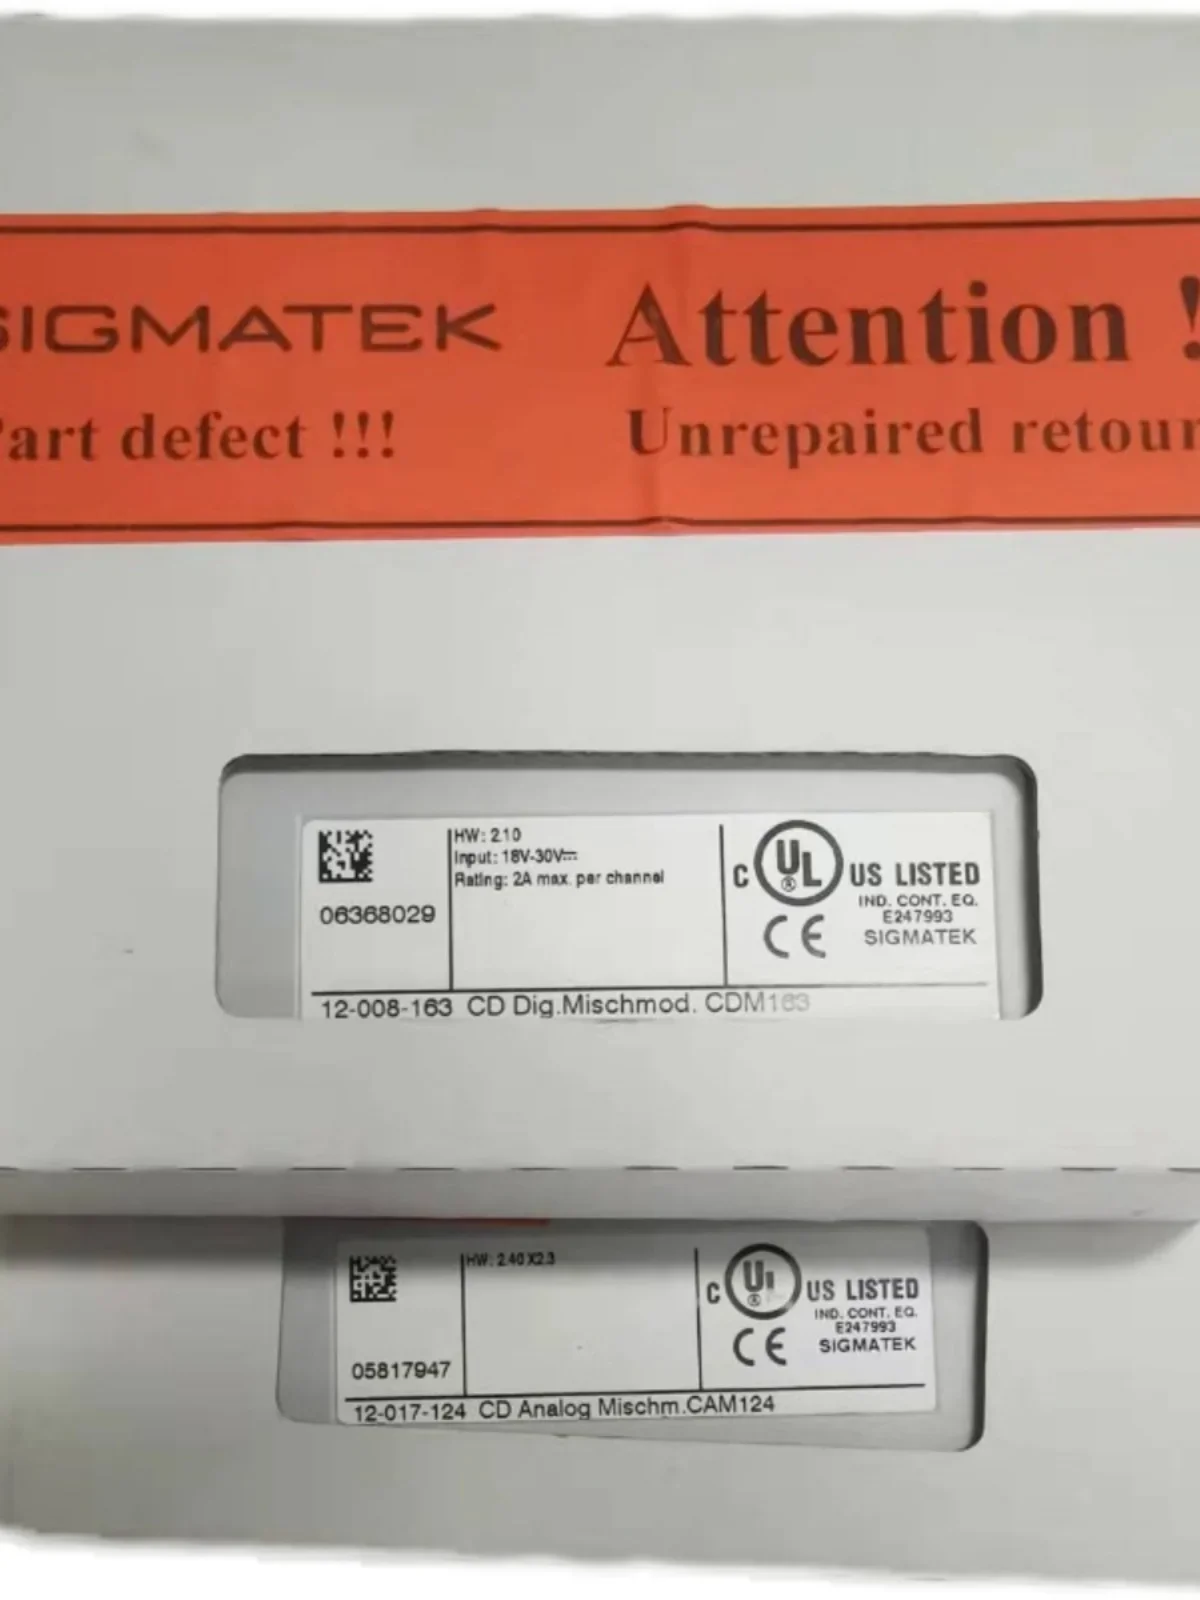 SIGMATEK Attention !
Part defect !!! Unrepaired retour
HW: 2.10
Input: 18V-30V⎓
Rating: 2A max. per channel
06368029
C UL ® US LISTED
IND. CONT. EQ.
E247993
CE SIGMATEK
12-008-163 CD Dig.Mischmod. CDM163
HW: 2.40 X2.3
05817947
C UL ® US LISTED
IND. CONT. EQ.
E247993
CE SIGMATEK
12-017-124 CD Analog Mischm.CAM124